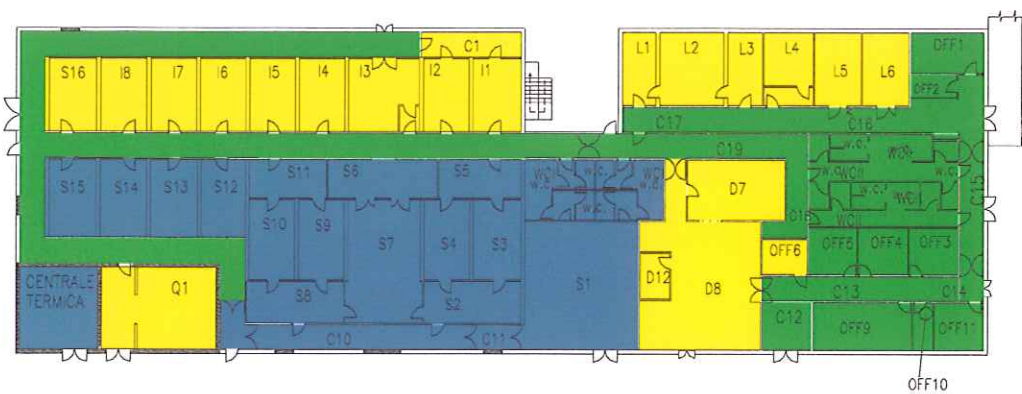 C1
L1 L2 L3 L4 L5 L6
OFF1
OFF2
S16 I8 I7 I6 I5 I4 I3 I2 I1
C17 C16
C19
S15 S14 S13 S12 S11 S6 S5
w.c. w.c. w.c.
w.c. w.c.
w.c. w.c.
D7
C15
S10 S9 S7 S4 S3
C18
OFF6 OFF5 OFF4 OFF3
CENTRALE
TERMICA
Q1
S8 S2
S1
D12
D8
C13 C14
C10 C11
C12
OFF9 OFF11
OFF10